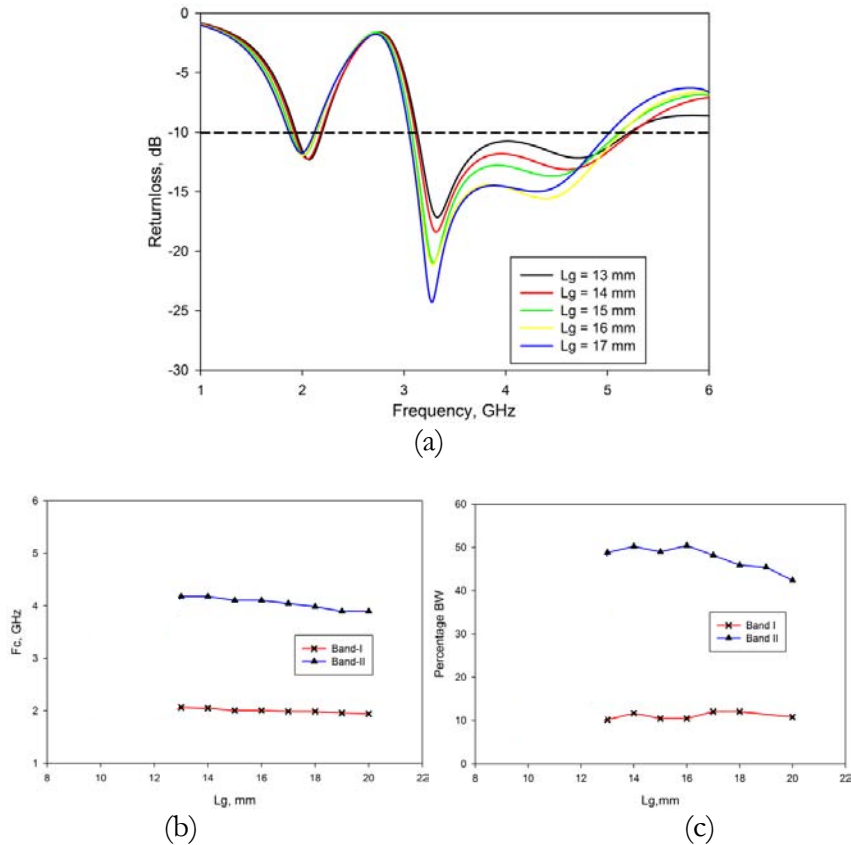 0
-5
-10
-15
-20
-25
-30
Returnloss, dB
Lg = 13 mm
Lg = 14 mm
Lg = 15 mm
Lg = 16 mm
Lg = 17 mm
1 2 3 4 5 6
Frequency, GHz
(a)
6
5
4
3
2
1
Fc, GHz
Band-I
Band-II
8 10 12 14 16 18 20 22
Lg, mm
(b)
60
50
40
30
20
10
0
Percentage BW
Band I
Band II
8 10 12 14 16 18 20 22
Lg,mm
(c)